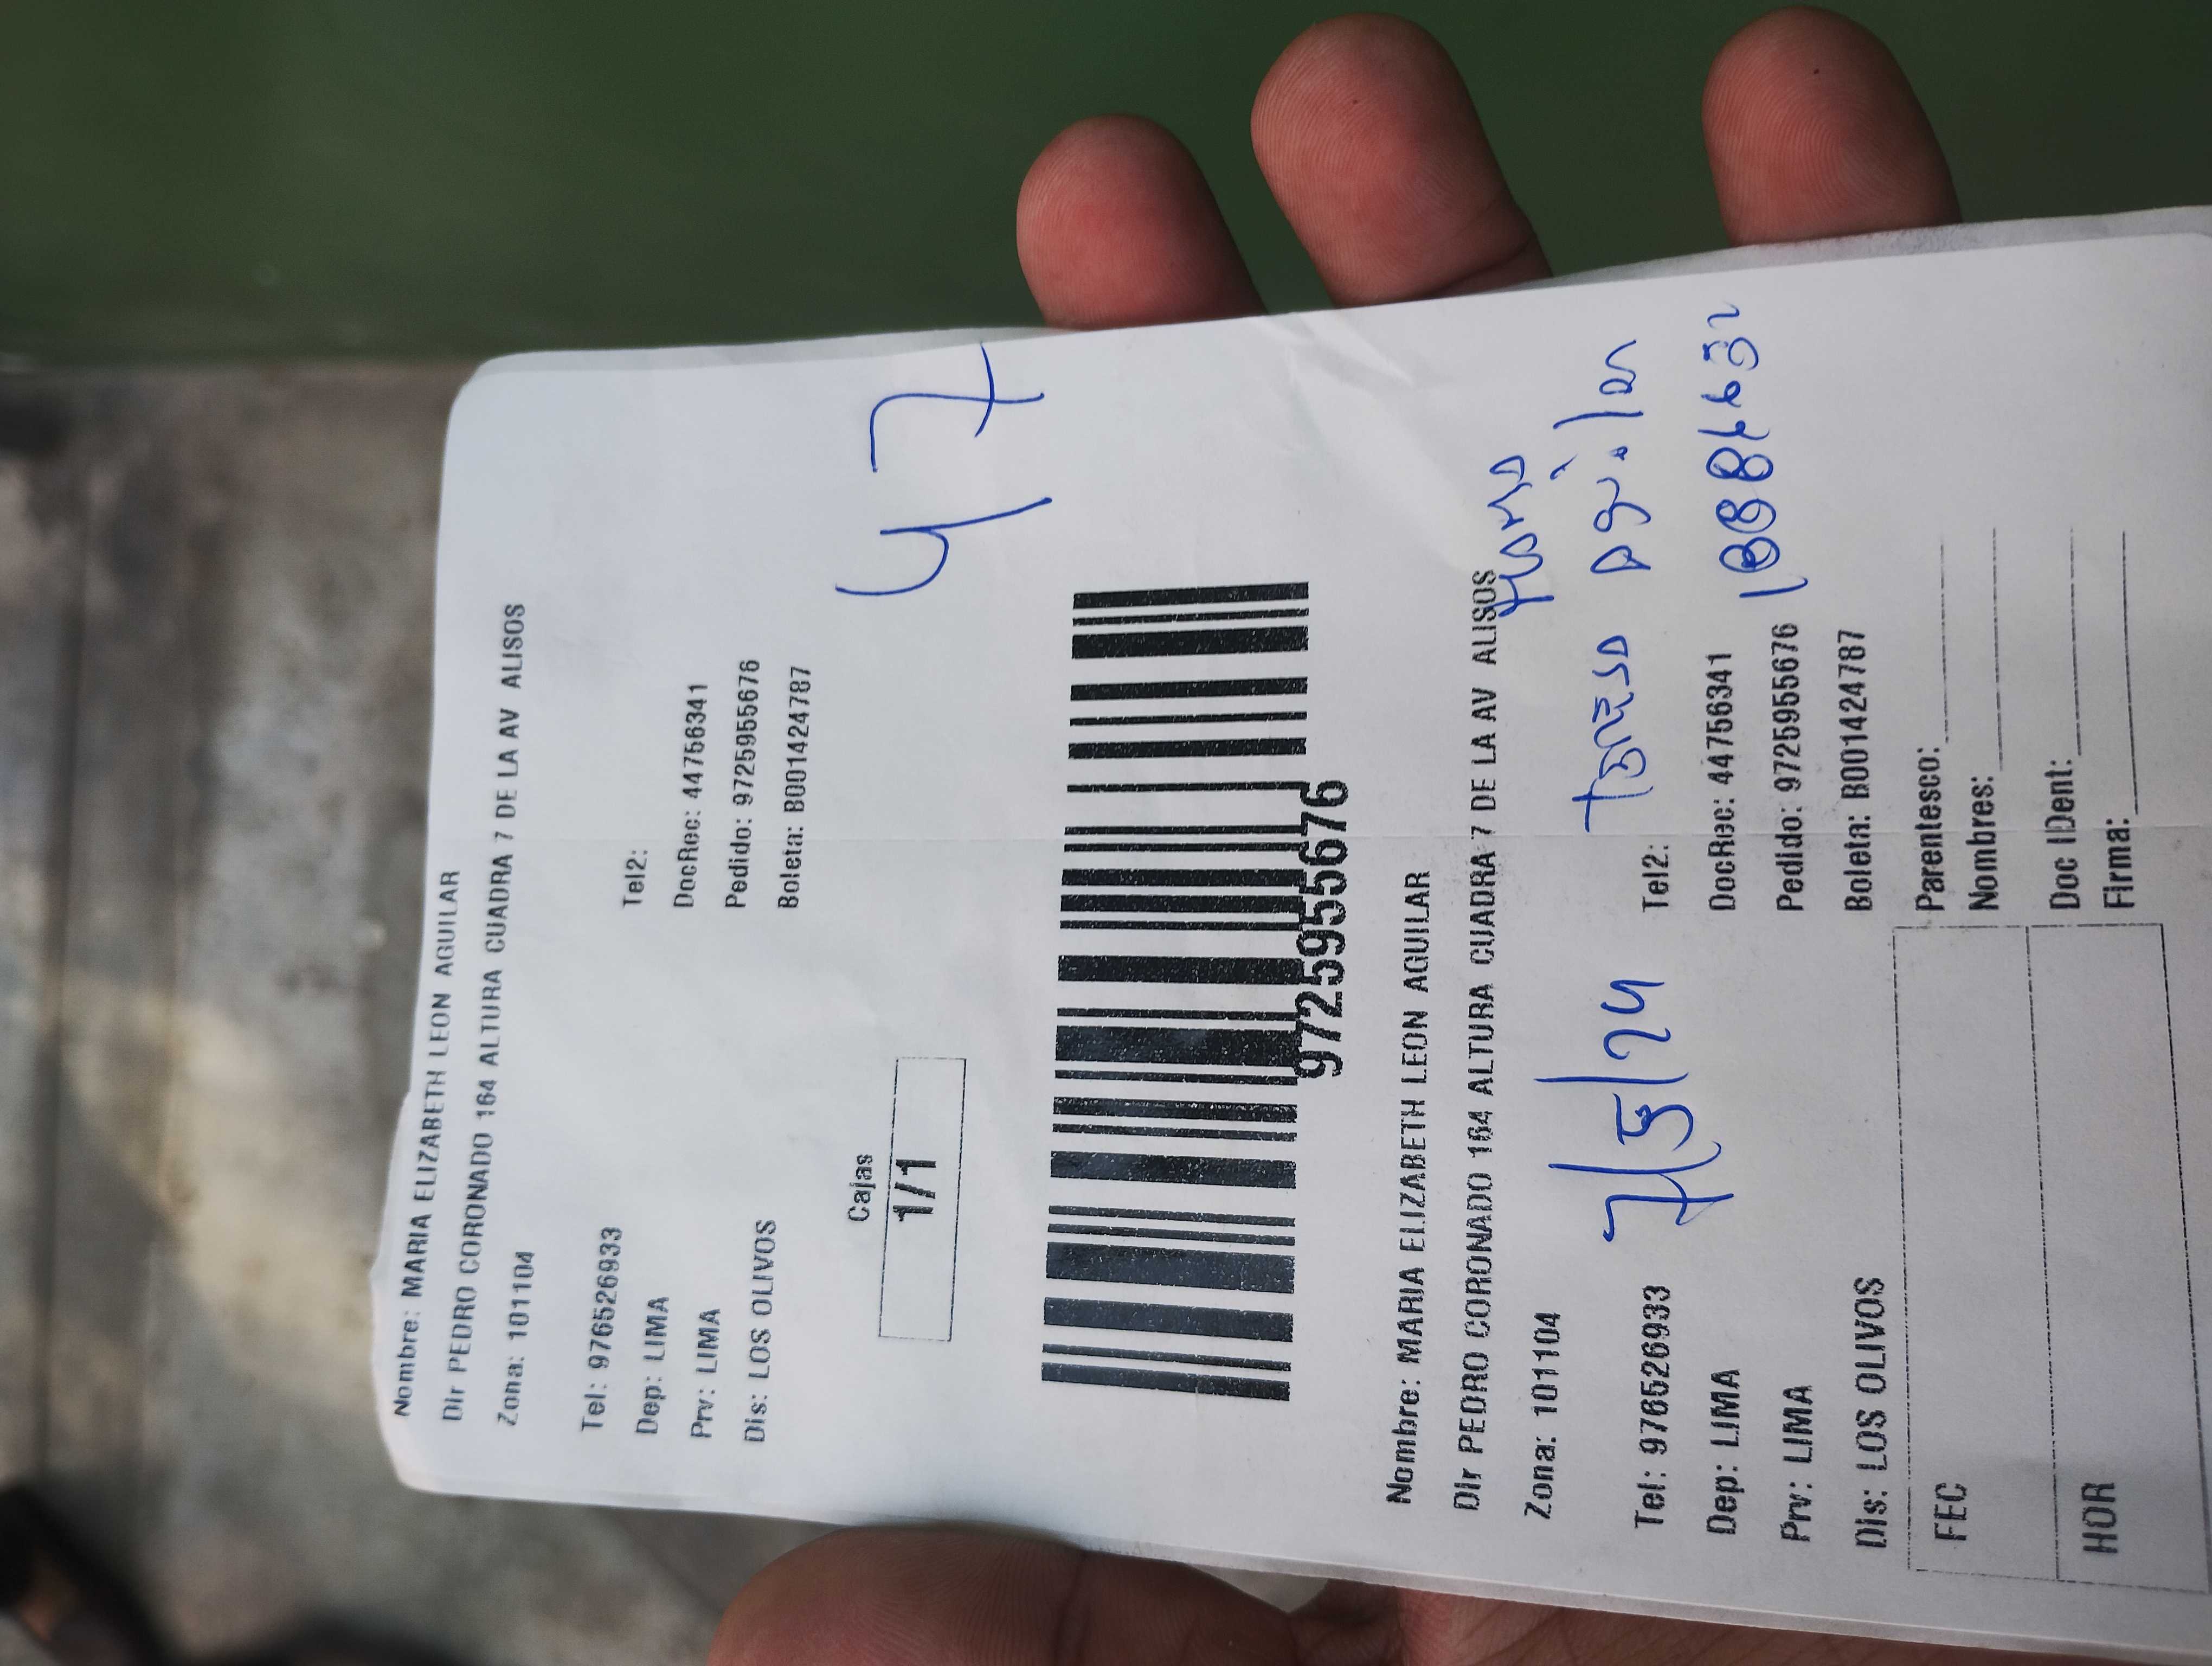 Nombre: MARIA ELIZABETH LEON AGUILAR
Dir PEDRO CORONADO 164 ALTURA CUADRA 7 DE LA AV ALISOS
Zona: 101104
Tel: 976526933 Tel2:
Dep: LIMA DocRec: 44756341
Prv: LIMA Pedido: 9725955676
Dis: LOS OLIVOS Boleta: B001424787
Cajas
1/1
47
9725955676
Nombre: MARIA ELIZABETH LEON AGUILAR
Dir PEDRO CORONADO 164 ALTURA CUADRA 7 DE LA AV ALISOS
Zona: 101104
7/5/24
Tel: 976526933 Tel2:
Dep: LIMA DocRec: 44756341
Prv: LIMA Pedido: 9725955676
Dis: LOS OLIVOS Boleta: B001424787
FEC Parentesco:
Nombres:
HOR Doc IDent:
Firma: